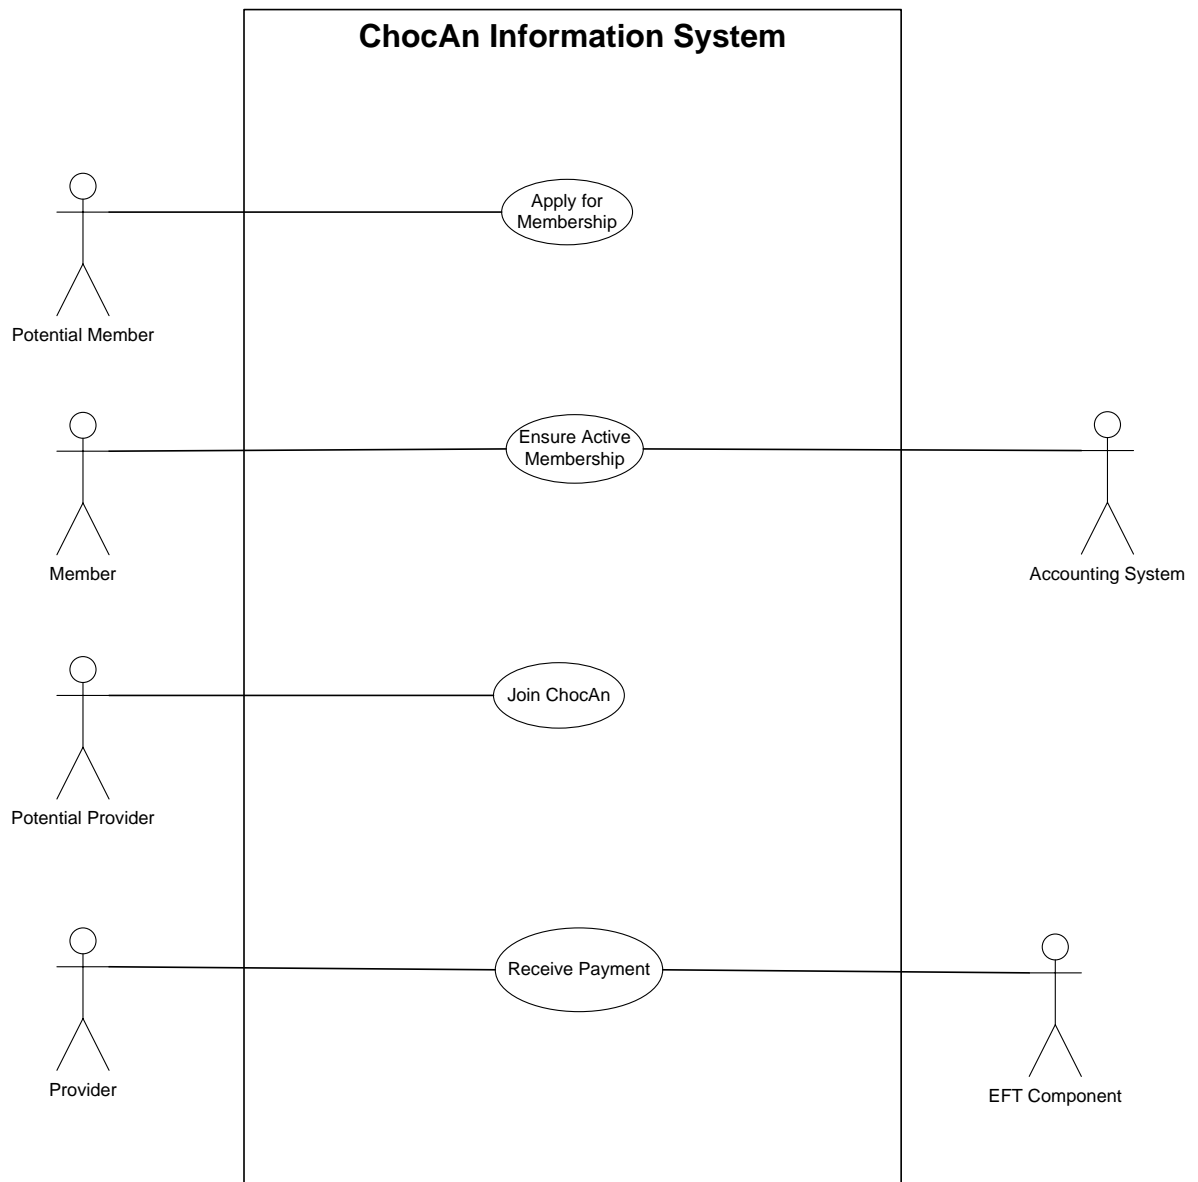 ChocAn Information System
Apply for
Membership
Potential Member
Ensure Active
Membership
Member
Accounting System
Join ChocAn
Potential Provider
Receive Payment
Provider
EFT Component